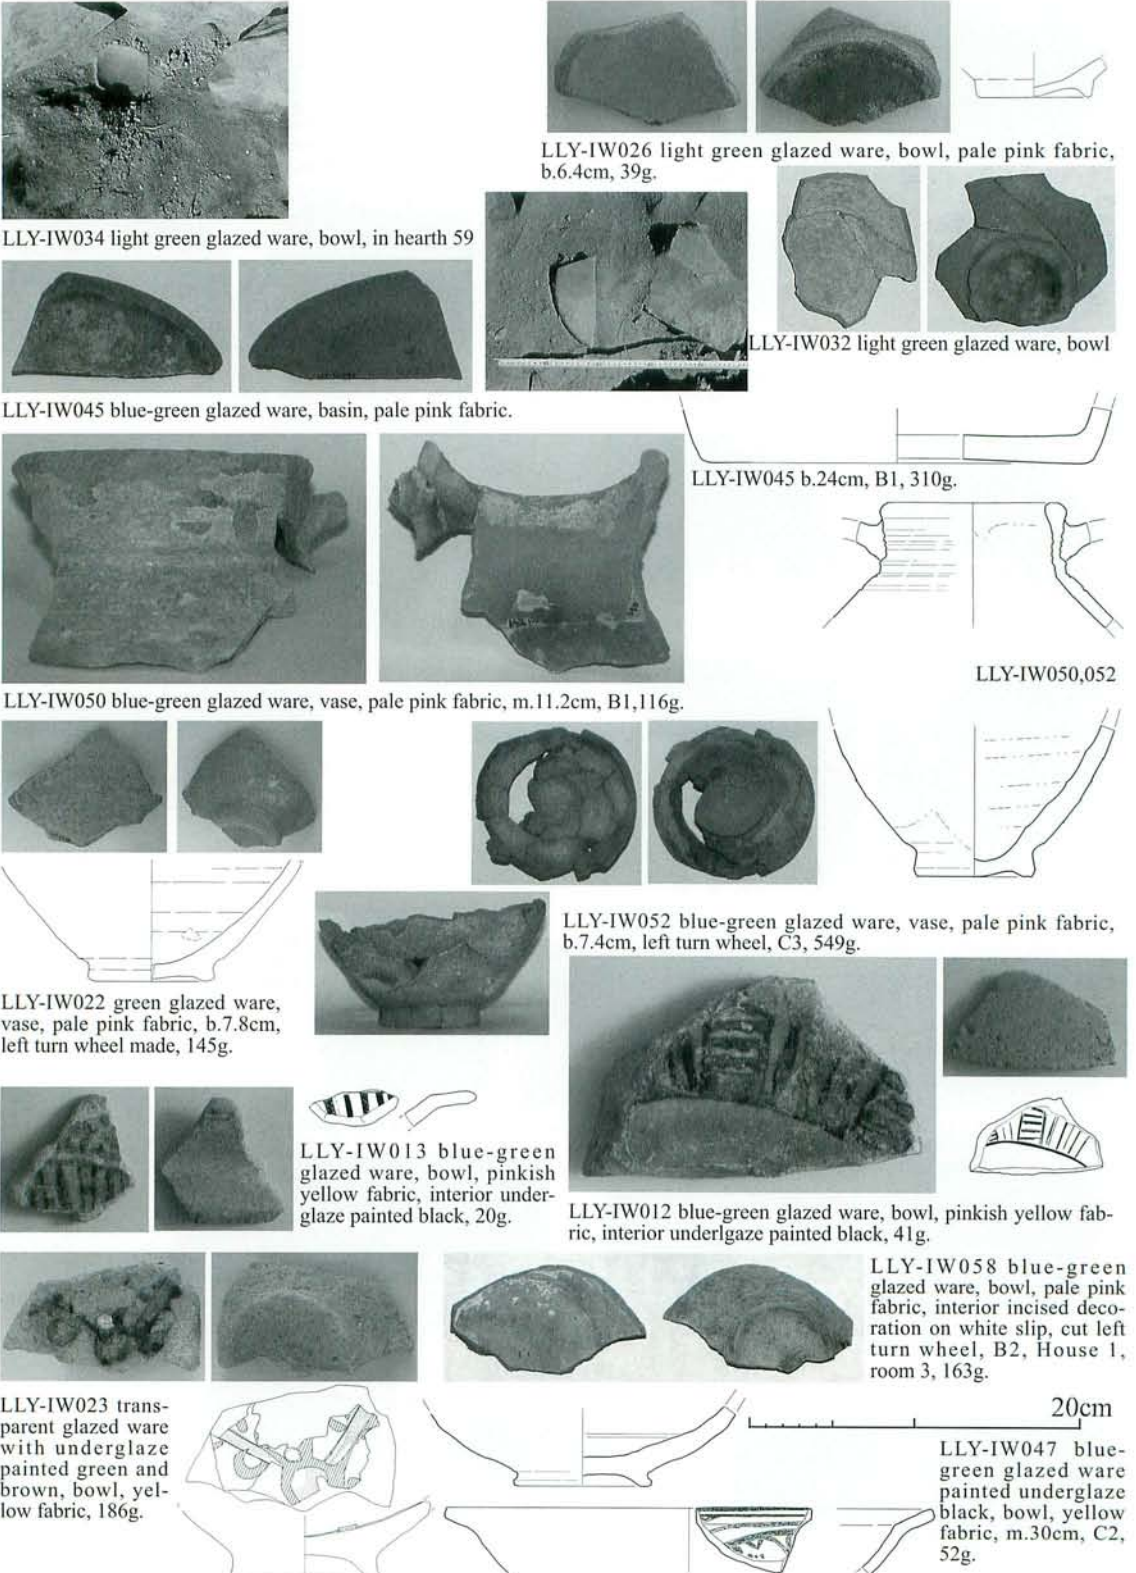 LLY-IW026 light green glazed ware, bowl, pale pink fabric,
b.6.4cm, 39g.
LLY-IW034 light green glazed ware, bowl, in hearth 59
LLY-IW032 light green glazed ware, bowl
LLY-IW045 blue-green glazed ware, basin, pale pink fabric.
LLY-IW045 b.24cm, B1, 310g.
LLY-IW050,052
LLY-IW050 blue-green glazed ware, vase, pale pink fabric, m.11.2cm, B1,116g.
LLY-IW052 blue-green glazed ware, vase, pale pink fabric,
b.7.4cm, left turn wheel, C3, 549g.
LLY-IW022 green glazed ware,
vase, pale pink fabric, b.7.8cm,
left turn wheel made, 145g.
LLY-IW013 blue-green
glazed ware, bowl, pinkish
yellow fabric, interior under-
glaze painted black, 20g.
LLY-IW012 blue-green glazed ware, bowl, pinkish yellow fab-
ric, interior underlgaze painted black, 41g.
LLY-IW058 blue-green
glazed ware, bowl, pale pink
fabric, interior incised deco-
ration on white slip, cut left
turn wheel, B2, House 1,
room 3, 163g.
LLY-IW023 trans-
parent glazed ware
with underglaze
painted green and
brown, bowl, yel-
low fabric, 186g.
20cm
LLY-IW047 blue-
green glazed ware
painted underglaze
black, bowl, yellow
fabric, m.30cm, C2,
52g.